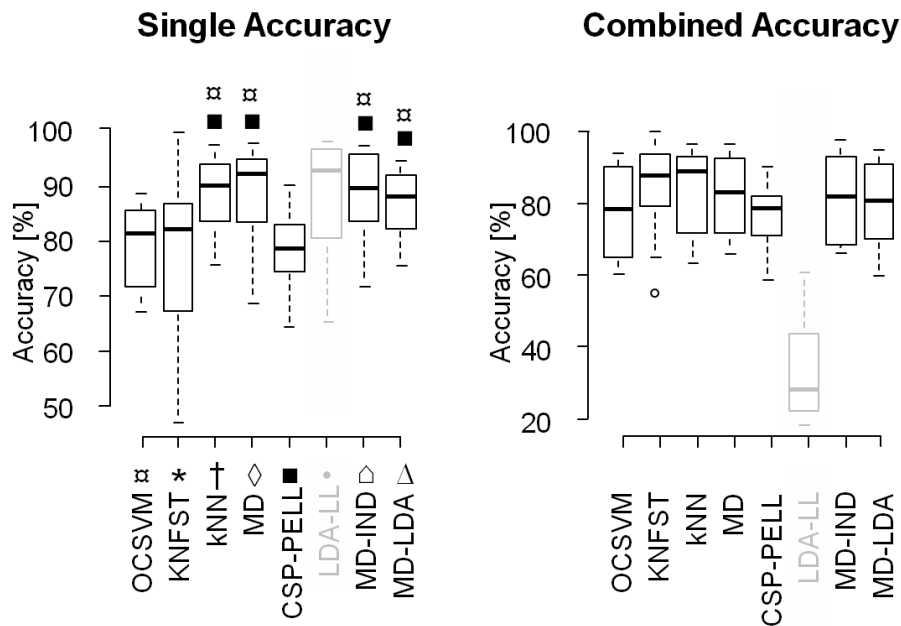 Single Accuracy
¤ ¤ ¤ ¤
■ ■ ■ ■
Accuracy [%]
100
90
80
70
60
50
OCSVM ¤
KNFST *
kNN †
MD ◇
CSP-PELL ■
LDA-LL •
MD-IND ⌂
MD-LDA ◺
Combined Accuracy
Accuracy [%]
100
80
60
40
20
OCSVM
KNFST
kNN
MD
CSP-PELL
LDA-LL
MD-IND
MD-LDA